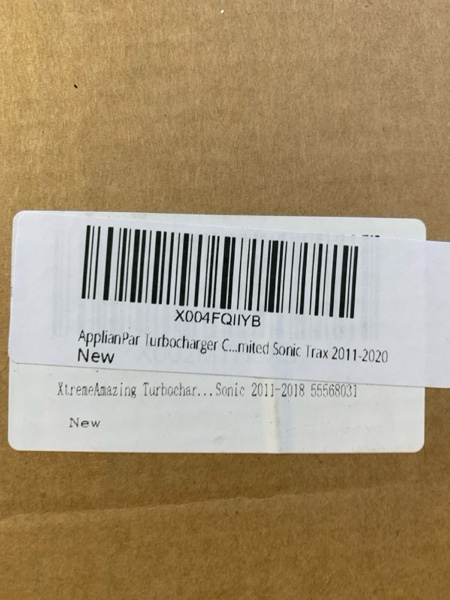 X004FQIIYB
ApplianPar Turbocharger C...mited Sonic Trax 2011-2020
New
XtremeAmazing Turbochar...Sonic 2011-2018 55568031
New